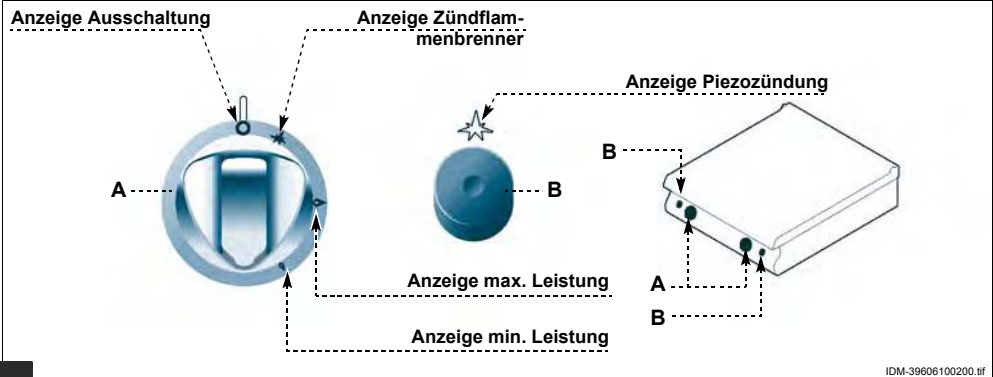 Anzeige Ausschaltung
Anzeige Zündflam-
menbrenner
Anzeige Piezozündung
A
B
B
A
B
Anzeige max. Leistung
Anzeige min. Leistung
IDM-39606100200.tif